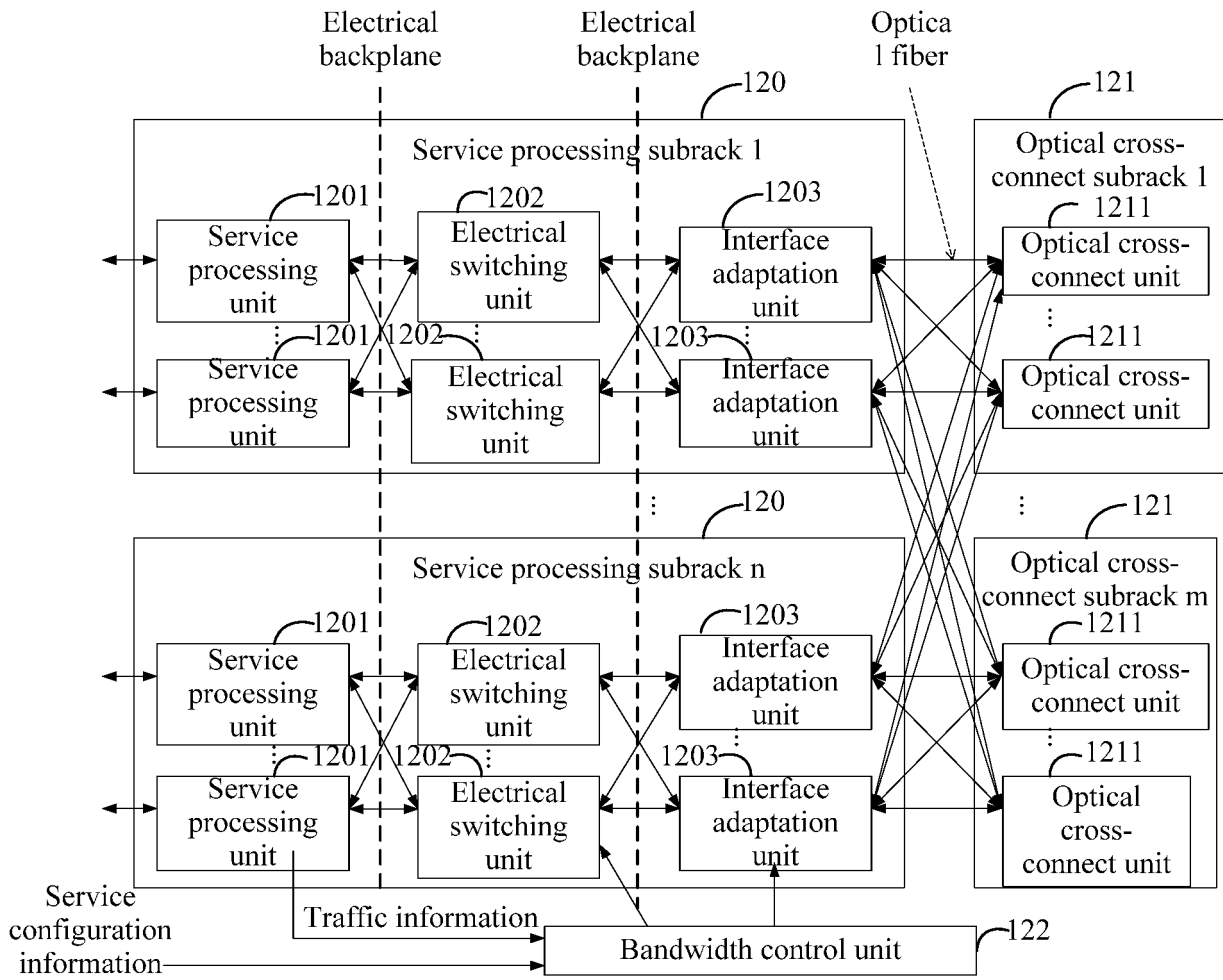 Electrical
backplane
Electrical
backplane
Optica
l fiber
120
121
Service processing subrack 1
Optical cross-
connect subrack 1
1201
1202
1203
1211
Service
processing
unit
Electrical
switching
unit
Interface
adaptation
unit
Optical cross-
connect unit
...
...
...
...
1201
1202
1203
1211
Service
processing
unit
Electrical
switching
unit
Interface
adaptation
unit
Optical cross-
connect unit
...
120
...
121
Service processing subrack n
Optical cross-
connect subrack m
1201
1202
1203
1211
Service
processing
unit
Electrical
switching
unit
Interface
adaptation
unit
Optical cross-
connect unit
...
...
...
...
1201
1202
1203
1211
Service
processing
unit
Electrical
switching
unit
Interface
adaptation
unit
Optical
cross-
connect unit
Service
configuration
information
Traffic information
Bandwidth control unit
122